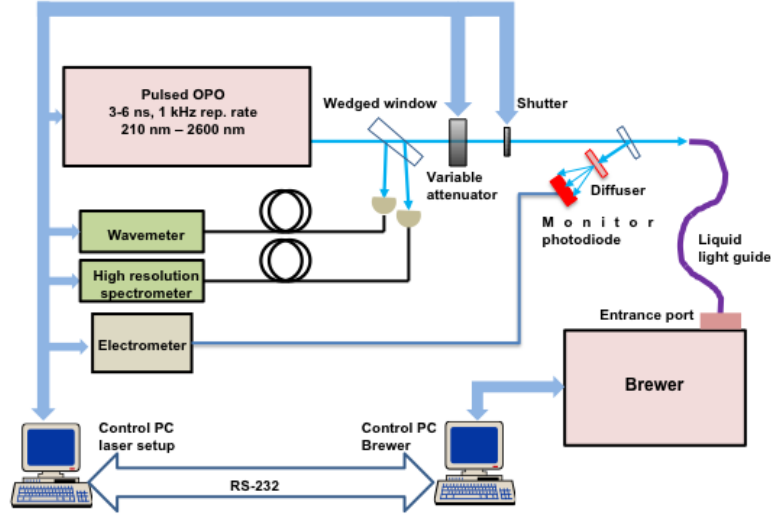 Pulsed OPO
3-6 ns, 1 kHz rep. rate
210 nm – 2600 nm
Wedged window
Shutter
Variable
attenuator
Diffuser
M o n i t o r
photodiode
Wavemeter
High resolution
spectrometer
Liquid
light guide
Electrometer
Entrance port
Brewer
Control PC
laser setup
Control PC
Brewer
RS-232